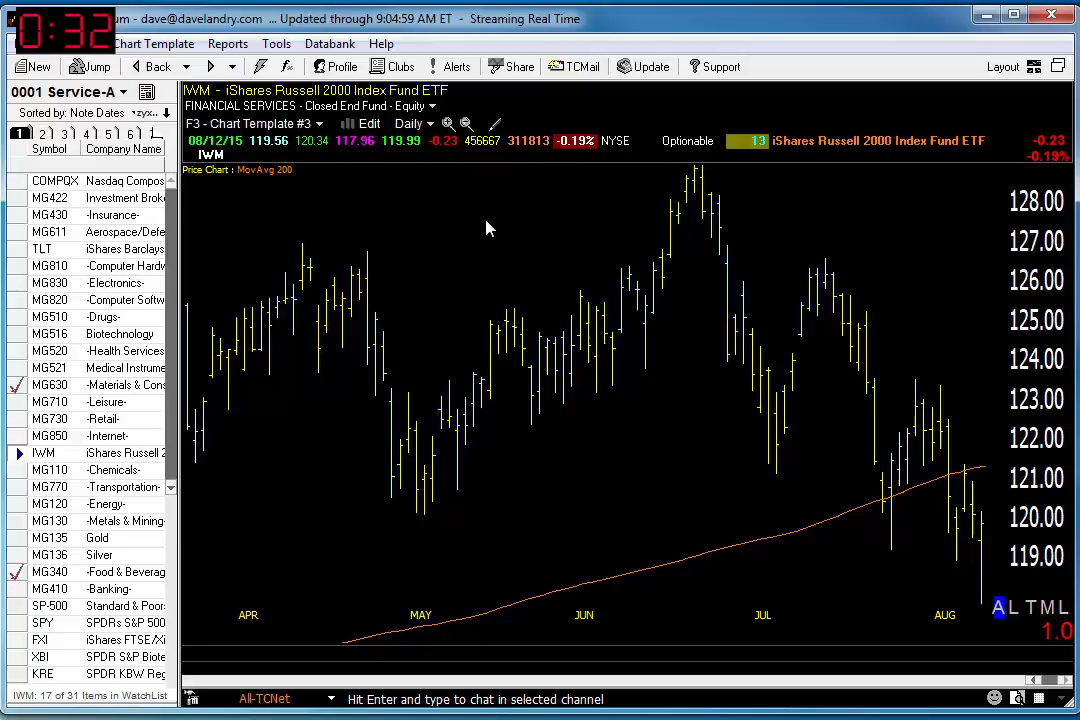 0:32
um - dave@davelandry.com ... Updated through 9:04:59 AM ET - Streaming Real Time
Chart Template Reports Tools Databank Help
New Jump Back Profile Clubs Alerts Share TCMail Update Support Layout
0001 Service-A
Sorted by: Note Dates
1 2 3 4 5 6
Symbol Company Name
COMPQX Nasdaq Compos
MG422 Investment Brok
MG430 -Insurance-
MG611 Aerospace/Defe
TLT iShares Barclays
MG810 -Computer Hardw
MG830 -Electronics-
MG820 -Computer Softw
MG510 -Drugs-
MG516 Biotechnology
MG520 -Health Services
MG521 Medical Instrume
MG630 -Materials & Cons
MG710 -Leisure-
MG730 -Retail-
MG850 -Internet-
IWM iShares Russell 2
MG110 -Chemicals-
MG770 -Transportation-
MG120 -Energy-
MG130 -Metals & Mining
MG135 Gold
MG136 Silver
MG340 -Food & Beverag
MG410 -Banking-
SP-500 Standard & Poor
SPY SPDRs S&P 500
FXI iShares FTSE/Xi
XBI SPDR S&P Biote
KRE SPDR KBW Reg
IWM: 17 of 31 Items in WatchList
IWM - iShares Russell 2000 Index Fund ETF
FINANCIAL SERVICES - Closed End Fund - Equity
F3 - Chart Template #3 Edit Daily
08/12/15 119.56 120.34 117.96 119.99 -0.23 456667 311813 -0.19% NYSE Optionable 13 iShares Russell 2000 Index Fund ETF -0.23
IWM -0.19%
Price Chart : MovAvg 200
128.00
127.00
126.00
125.00
124.00
123.00
122.00
121.00
120.00
119.00
APR MAY JUN JUL AUG
A L T M L
1.0
All-TCNet Hit Enter and type to chat in selected channel